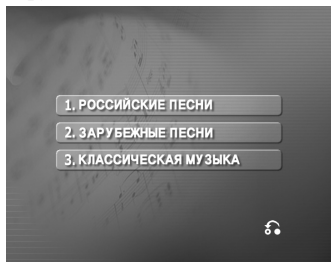 1. РОССИЙСКИЕ ПЕСНИ
2. ЗАРУБЕЖНЫЕ ПЕСНИ
3. КЛАССИЧЕСКАЯ МУЗЫКА